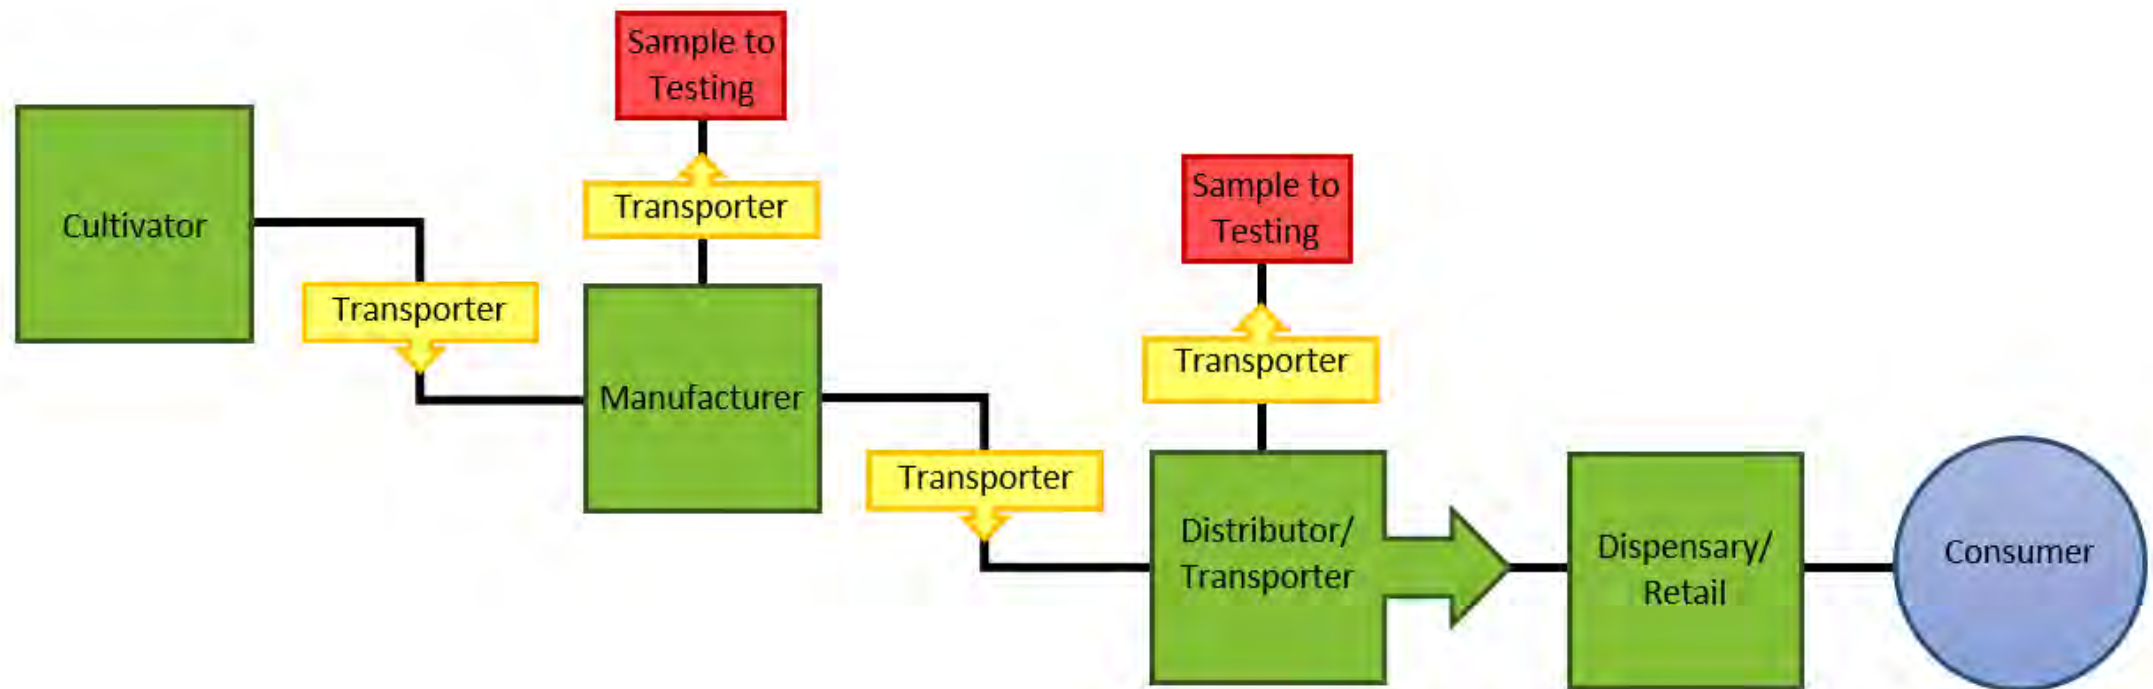 Sample to
Testing
Cultivator
Transporter
Transporter
Manufacturer
Sample to
Testing
Transporter
Transporter
Distributor/
Transporter
Dispensary/
Retail
Consumer